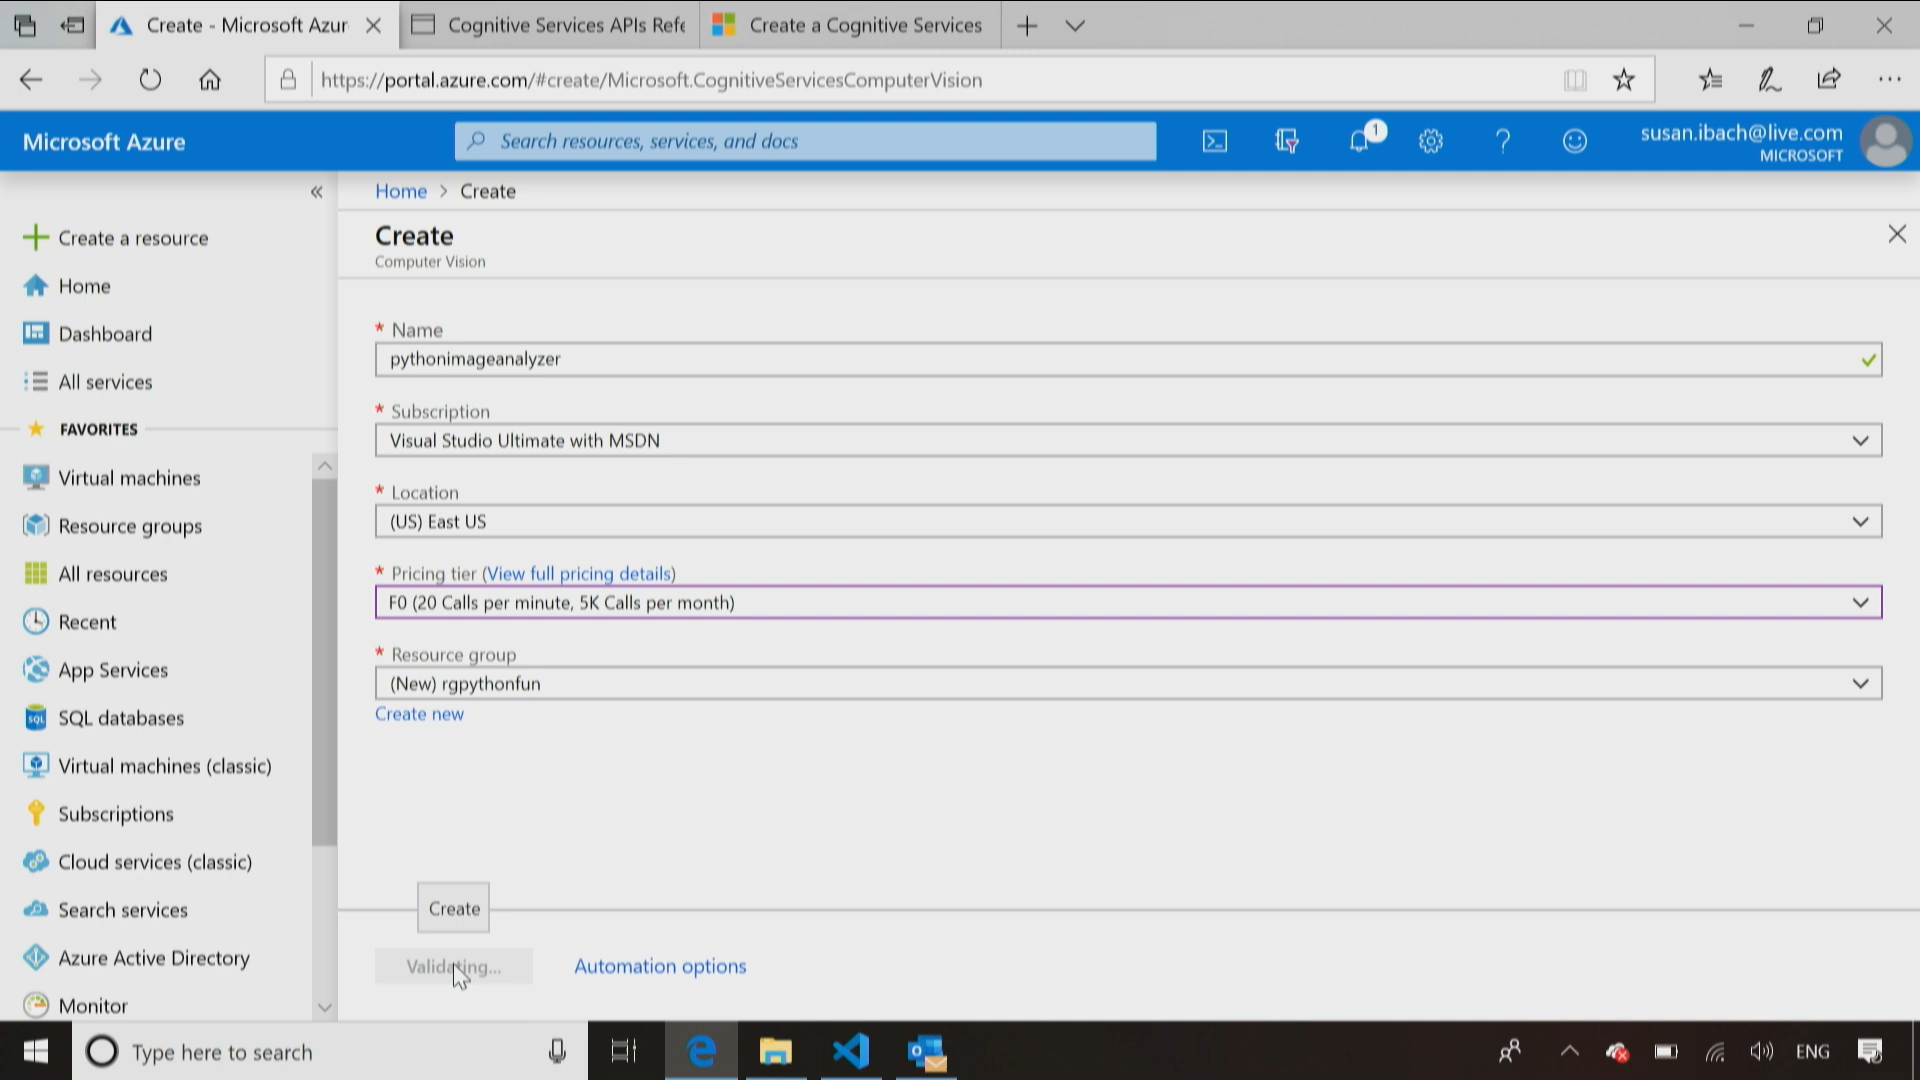 Create - Microsoft Azur
Cognitive Services APIs Refe
Create a Cognitive Services
https://portal.azure.com/#create/Microsoft.CognitiveServicesComputerVision
Microsoft Azure
Search resources, services, and docs
1
susan.ibach@live.com
MICROSOFT
Home > Create
Create
Computer Vision
Create a resource
Home
Dashboard
All services
FAVORITES
Virtual machines
Resource groups
All resources
Recent
App Services
SQL databases
Virtual machines (classic)
Subscriptions
Cloud services (classic)
Search services
Azure Active Directory
Monitor
* Name
pythonimageanalyzer
* Subscription
Visual Studio Ultimate with MSDN
* Location
(US) East US
* Pricing tier (View full pricing details)
F0 (20 Calls per minute, 5K Calls per month)
* Resource group
(New) rgpythonfun
Create new
Create
Validating...
Automation options
Type here to search
ENG